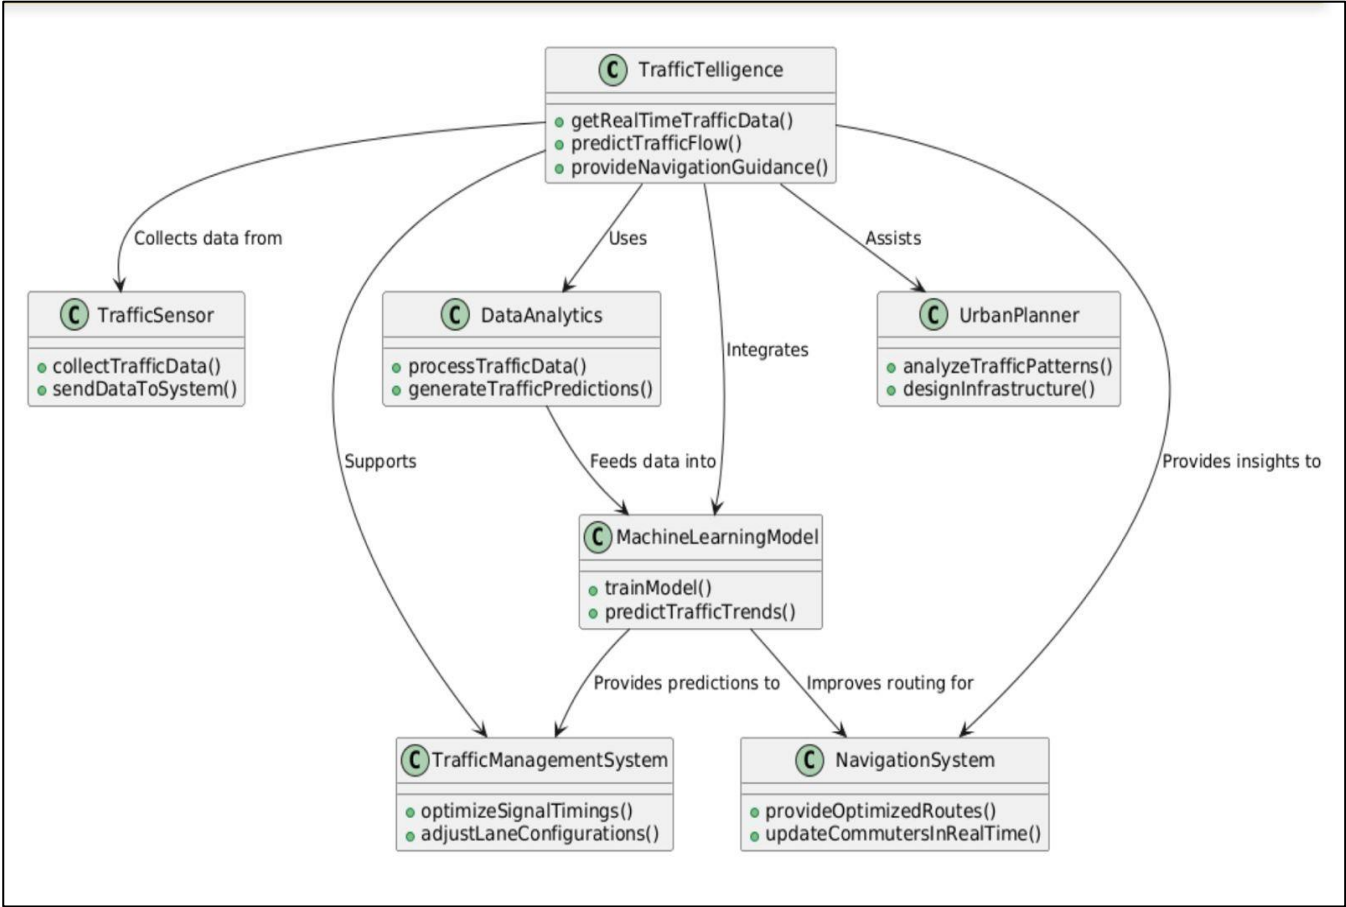 C TrafficTelligence
getRealTimeTrafficData()
predictTrafficFlow()
provideNavigationGuidance()
Collects data from
Uses
Assists
C TrafficSensor
collectTrafficData()
sendDataToSystem()
C DataAnalytics
processTrafficData()
generateTrafficPredictions()
Integrates
C UrbanPlanner
analyzeTrafficPatterns()
designInfrastructure()
Supports
Feeds data into
Provides insights to
C MachineLearningModel
trainModel()
predictTrafficTrends()
Provides predictions to
Improves routing for
C TrafficManagementSystem
optimizeSignalTimings()
adjustLaneConfigurations()
C NavigationSystem
provideOptimizedRoutes()
updateCommutersInRealTime()